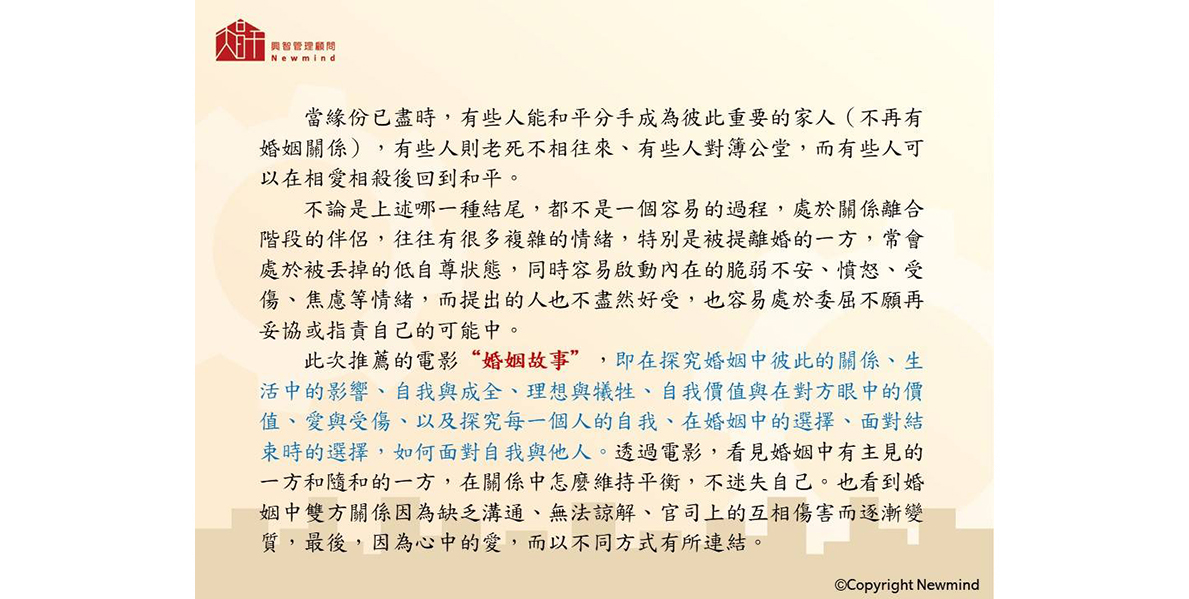 興智管理顧問
Newmind
當緣份已盡時，有些人能和平分手成為彼此重要的家人（不再有
婚姻關係），有些人則老死不相往來、有些人對簿公堂，而有些人可
以在相愛相殺後回到和平。
不論是上述哪一種結尾，都不是一個容易的過程，處於關係離合
階段的伴侶，往往有很多複雜的情緒，特別是被提離婚的一方，常會
處於被丟掉的低自尊狀態，同時容易啟動內在的脆弱不安、憤怒、受
傷、焦慮等情緒，而提出的人也不盡然好受，也容易處於委屈不願再
妥協或指責自己的可能中。
此次推薦的電影“婚姻故事”，即在探究婚姻中彼此的關係、生
活中的影響、自我與成全、理想與犧牲、自我價值與在對方眼中的價
值、愛與受傷、以及探究每一個人的自我、在婚姻中的選擇、面對結
束時的選擇，如何面對自我與他人。透過電影，看見婚姻中有主見的
一方和隨和的一方，在關係中怎麼維持平衡，不迷失自己。也看到婚
姻中雙方關係因為缺乏溝通、無法諒解、官司上的互相傷害而逐漸變
質，最後，因為心中的愛，而以不同方式有所連結。
©Copyright Newmind